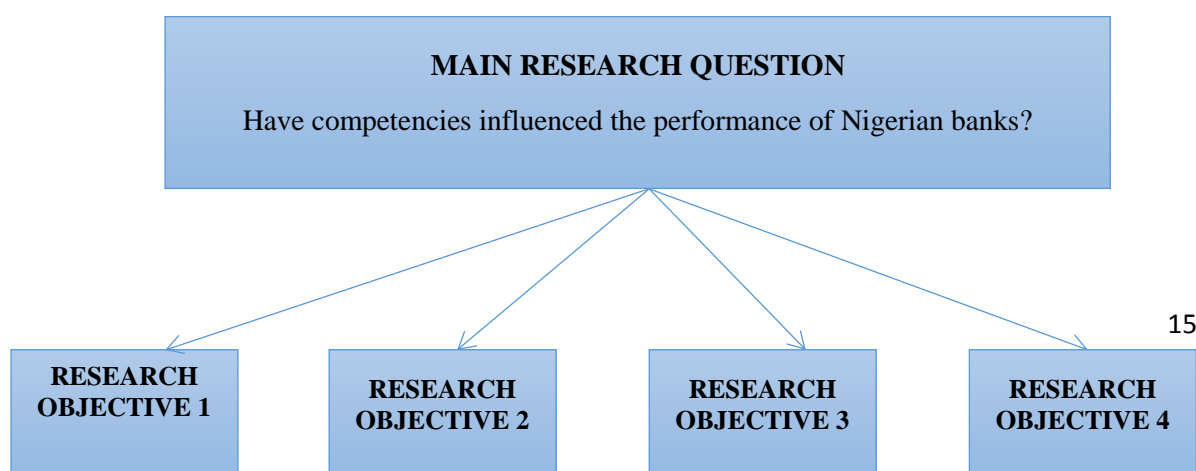 MAIN RESEARCH QUESTION
Have competencies influenced the performance of Nigerian banks?
15
RESEARCH
OBJECTIVE 1
RESEARCH
OBJECTIVE 2
RESEARCH
OBJECTIVE 3
RESEARCH
OBJECTIVE 4